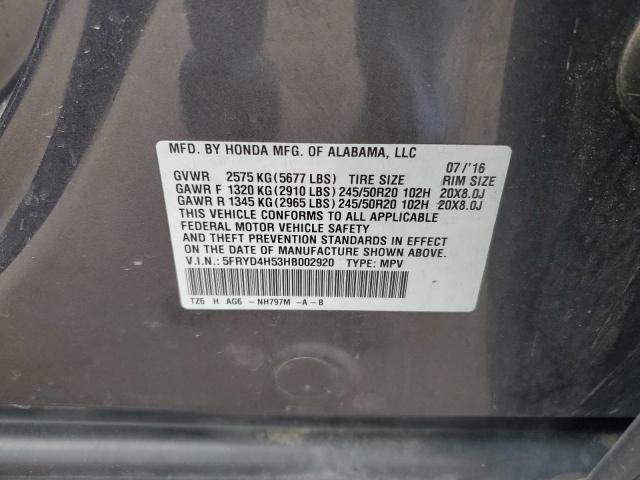 MFD. BY HONDA MFG. OF ALABAMA, LLC
07/'16
GVWR 2575 KG (5677 LBS) TIRE SIZE RIM SIZE
GAWR F 1320 KG (2910 LBS) 245/50R20 102H 20X8.0J
GAWR R 1345 KG (2965 LBS) 245/50R20 102H 20X8.0J
THIS VEHICLE CONFORMS TO ALL APPLICABLE
FEDERAL MOTOR VEHICLE SAFETY
AND THEFT PREVENTION STANDARDS IN EFFECT
ON THE DATE OF MANUFACTURE SHOWN ABOVE.
V.I.N.: 5FRYD4H53HB002920 TYPE: MPV
TZ6 H AG6 - NH797M - A - B